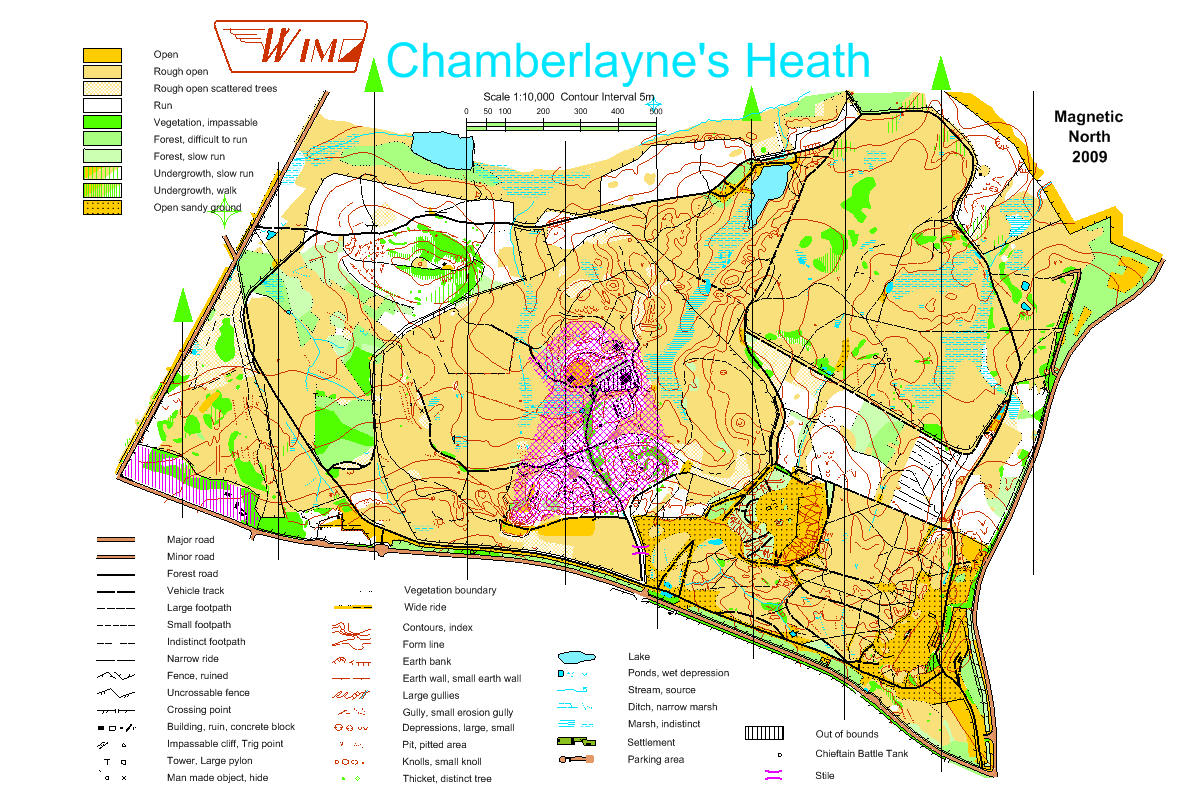 WIM
Chamberlayne's Heath
Scale 1:10,000 Contour Interval 5m
0 50 100 200 300 400 500
Magnetic
North
2009
Open
Rough open
Rough open scattered trees
Run
Vegetation, impassable
Forest, difficult to run
Forest, slow run
Undergrowth, slow run
Undergrowth, walk
Open sandy ground
Major road
Minor road
Forest road
Vehicle track
Large footpath
Small footpath
Indistinct footpath
Narrow ride
Fence, ruined
Uncrossable fence
Crossing point
Building, ruin, concrete block
Impassable cliff, Trig point
Tower, Large pylon
Man made object, hide
Vegetation boundary
Wide ride
Contours, index
Form line
Earth bank
Earth wall, small earth wall
Large gullies
Gully, small erosion gully
Depressions, large, small
Pit, pitted area
Knolls, small knoll
Thicket, distinct tree
Lake
Ponds, wet depression
Stream, source
Ditch, narrow marsh
Marsh, indistinct
Settlement
Parking area
Out of bounds
Chieftain Battle Tank
Stile